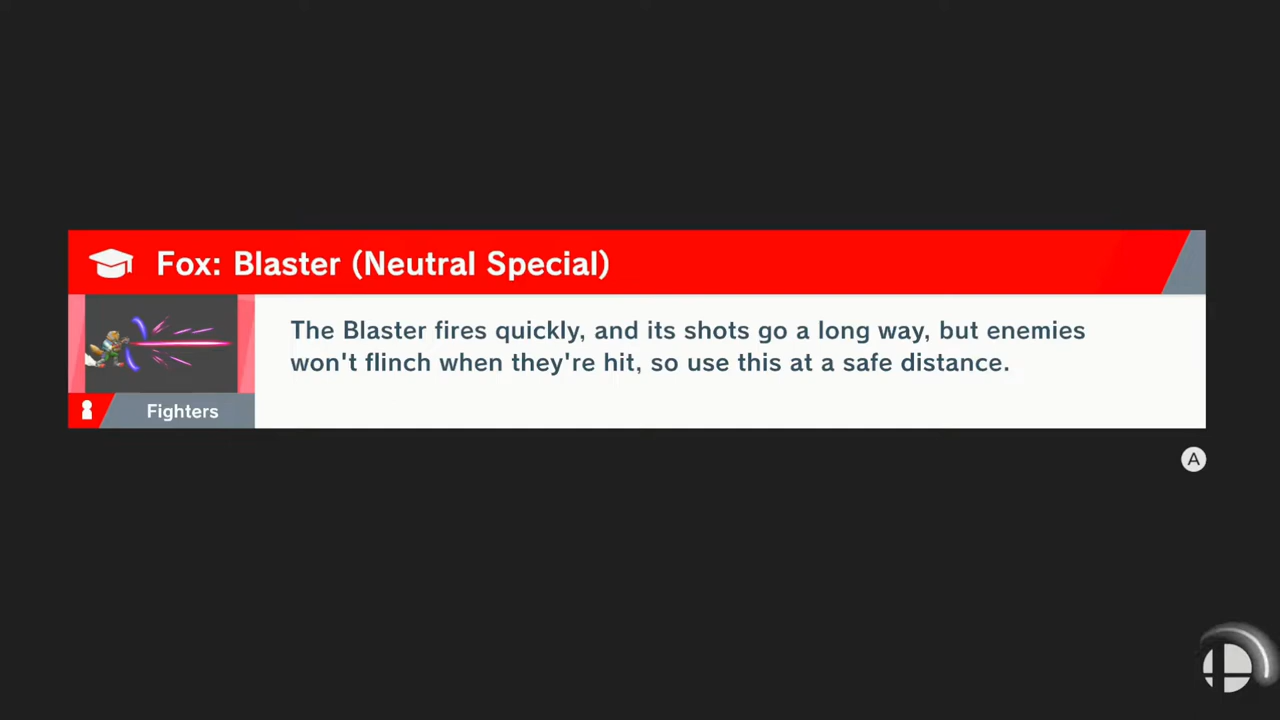 Fox: Blaster (Neutral Special)
The Blaster fires quickly, and its shots go a long way, but enemies
won't flinch when they're hit, so use this at a safe distance.
Fighters
A